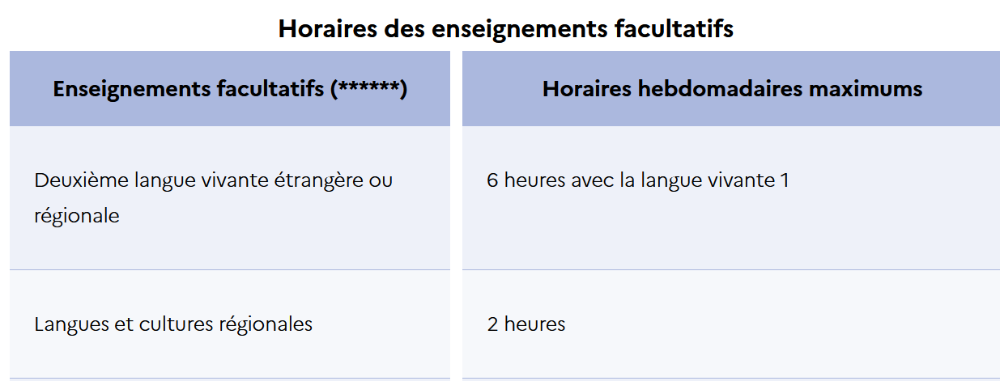 Horaires des enseignements facultatifs
Enseignements facultatifs (******)
Horaires hebdomadaires maximums
Deuxième langue vivante étrangère ou
régionale
6 heures avec la langue vivante 1
Langues et cultures régionales
2 heures